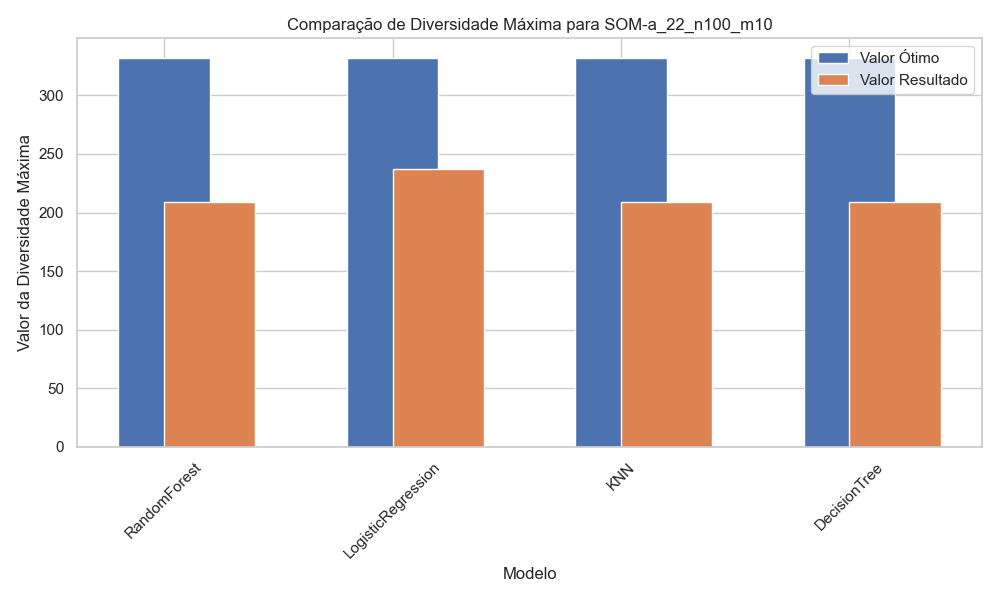 Comparação de Diversidade Máxima para SOM-a_22_n100_m10
Valor Ótimo
Valor Resultado
Valor da Diversidade Máxima
300
250
200
150
100
50
0
RandomForest
LogisticRegression
KNN
DecisionTree
Modelo